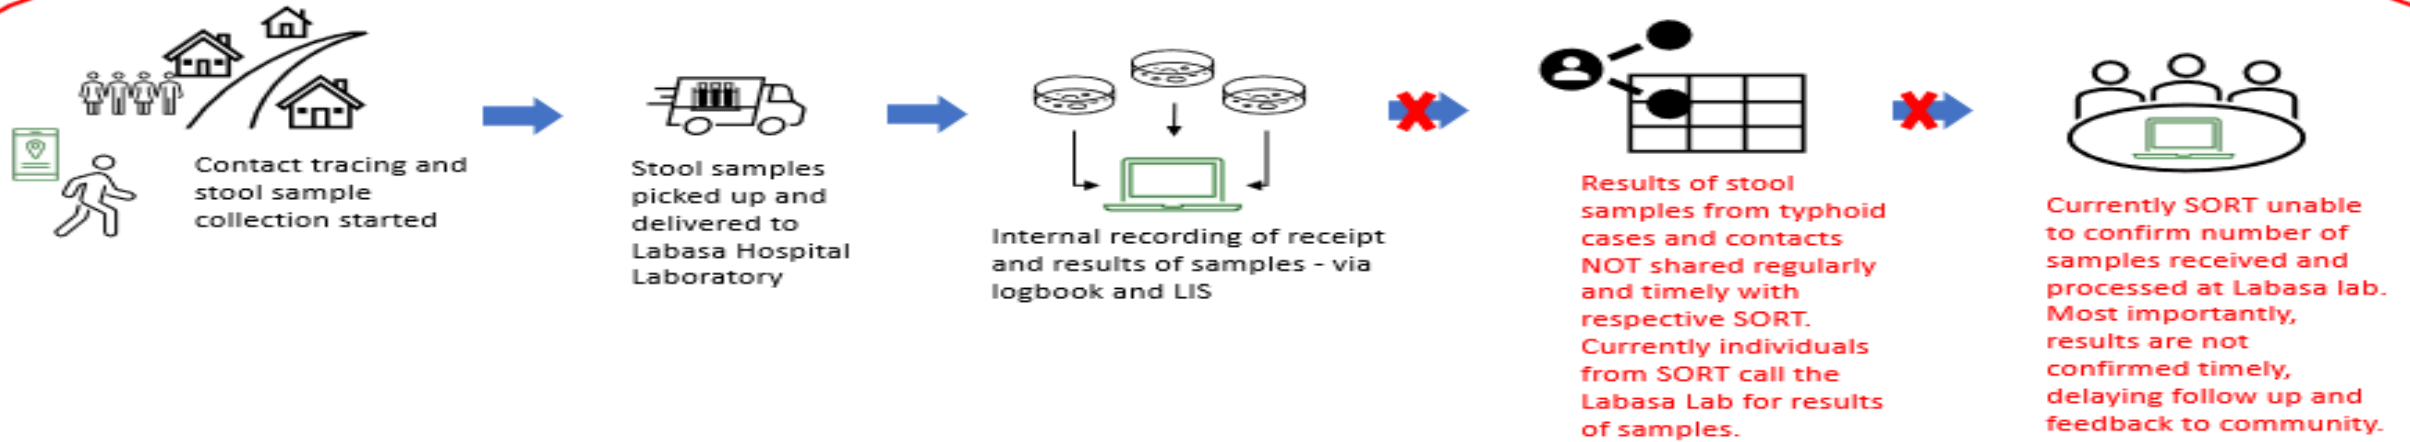 Contact tracing and
stool sample
collection started
Stool samples
picked up and
delivered to
Labasa Hospital
Laboratory
Internal recording of receipt
and results of samples - via
logbook and LIS
Results of stool
samples from typhoid
cases and contacts
NOT shared regularly
and timely with
respective SORT.
Currently individuals
from SORT call the
Labasa Lab for results
of samples.
Currently SORT unable
to confirm number of
samples received and
processed at Labasa lab.
Most importantly,
results are not
confirmed timely,
delaying follow up and
feedback to community.